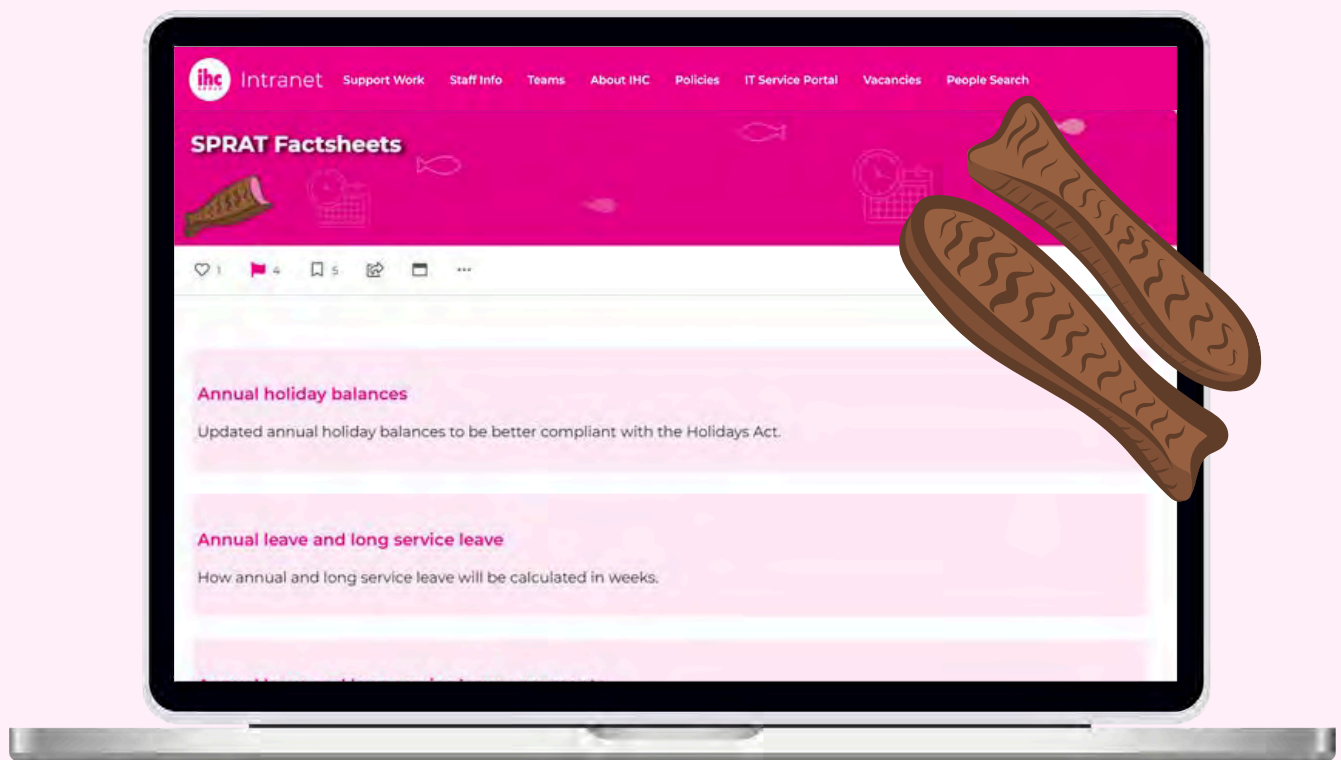 ihc
GROUP
Intranet
Support Work Staff Info Teams About IHC Policies IT Service Portal Vacancies People Search
SPRAT Factsheets
1 4 5 ...
Annual holiday balances
Updated annual holiday balances to be better compliant with the Holidays Act.
Annual leave and long service leave
How annual and long service leave will be calculated in weeks.